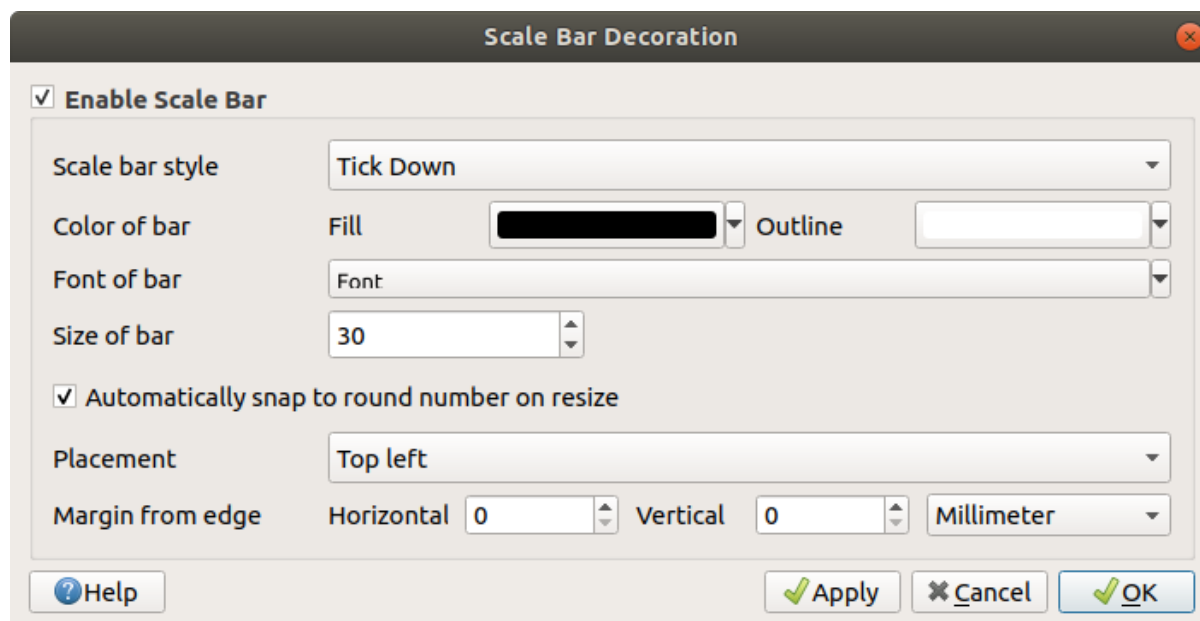 Scale Bar Decoration
Enable Scale Bar
Scale bar style Tick Down
Color of bar Fill Outline
Font of bar Font
Size of bar 30
Automatically snap to round number on resize
Placement Top left
Margin from edge Horizontal 0 Vertical 0 Millimeter
Help Apply Cancel OK